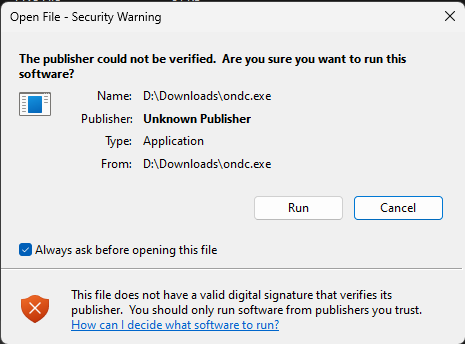 Open File - Security Warning
The publisher could not be verified.  Are you sure you want to run this
software?
Name: D:\Downloads\ondc.exe
Publisher: Unknown Publisher
Type: Application
From: D:\Downloads\ondc.exe
Run Cancel
Always ask before opening this file
This file does not have a valid digital signature that verifies its
publisher.  You should only run software from publishers you trust.
How can I decide what software to run?